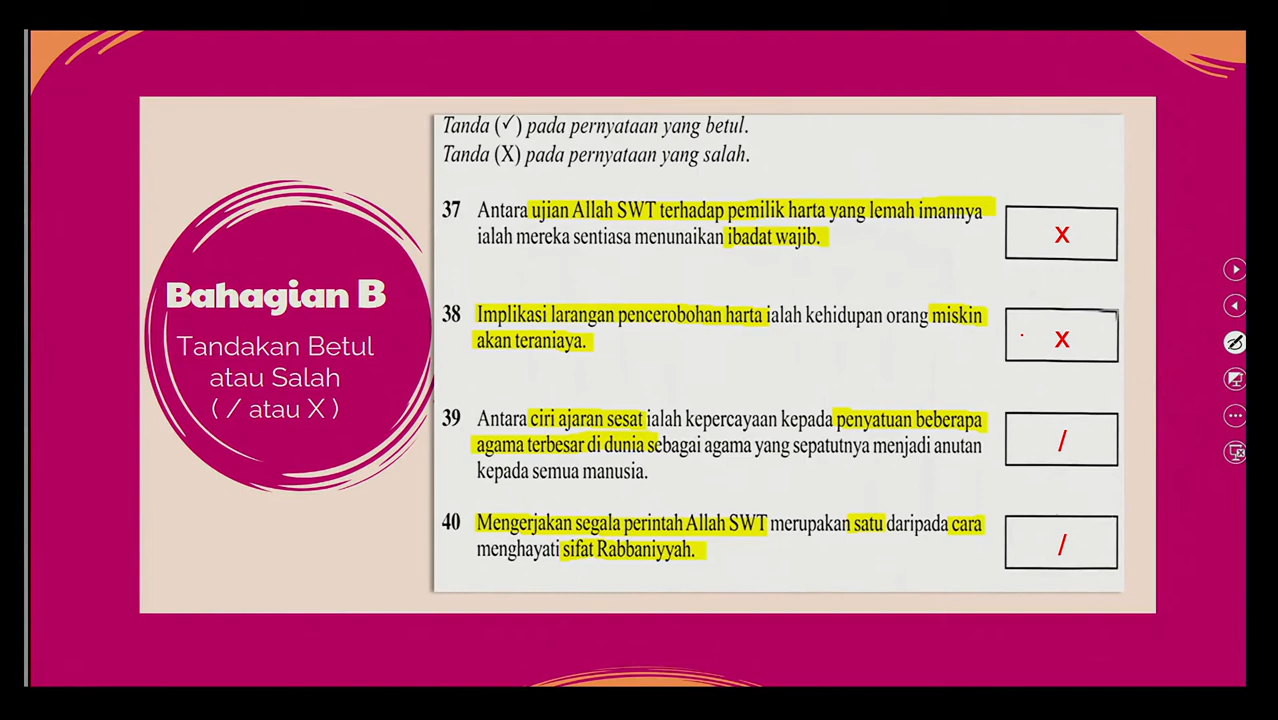 Bahagian B
Tandakan Betul
atau Salah
( / atau X )
Tanda (✓) pada pernyataan yang betul.
Tanda (X) pada pernyataan yang salah.
37 Antara ujian Allah SWT terhadap pemilik harta yang lemah imannya
ialah mereka sentiasa menunaikan ibadat wajib.
X
38 Implikasi larangan pencerobohan harta ialah kehidupan orang miskin
akan teraniaya.
X
39 Antara ciri ajaran sesat ialah kepercayaan kepada penyatuan beberapa
agama terbesar di dunia sebagai agama yang sepatutnya menjadi anutan
kepada semua manusia.
/
40 Mengerjakan segala perintah Allah SWT merupakan satu daripada cara
menghayati sifat Rabbaniyyah.
/